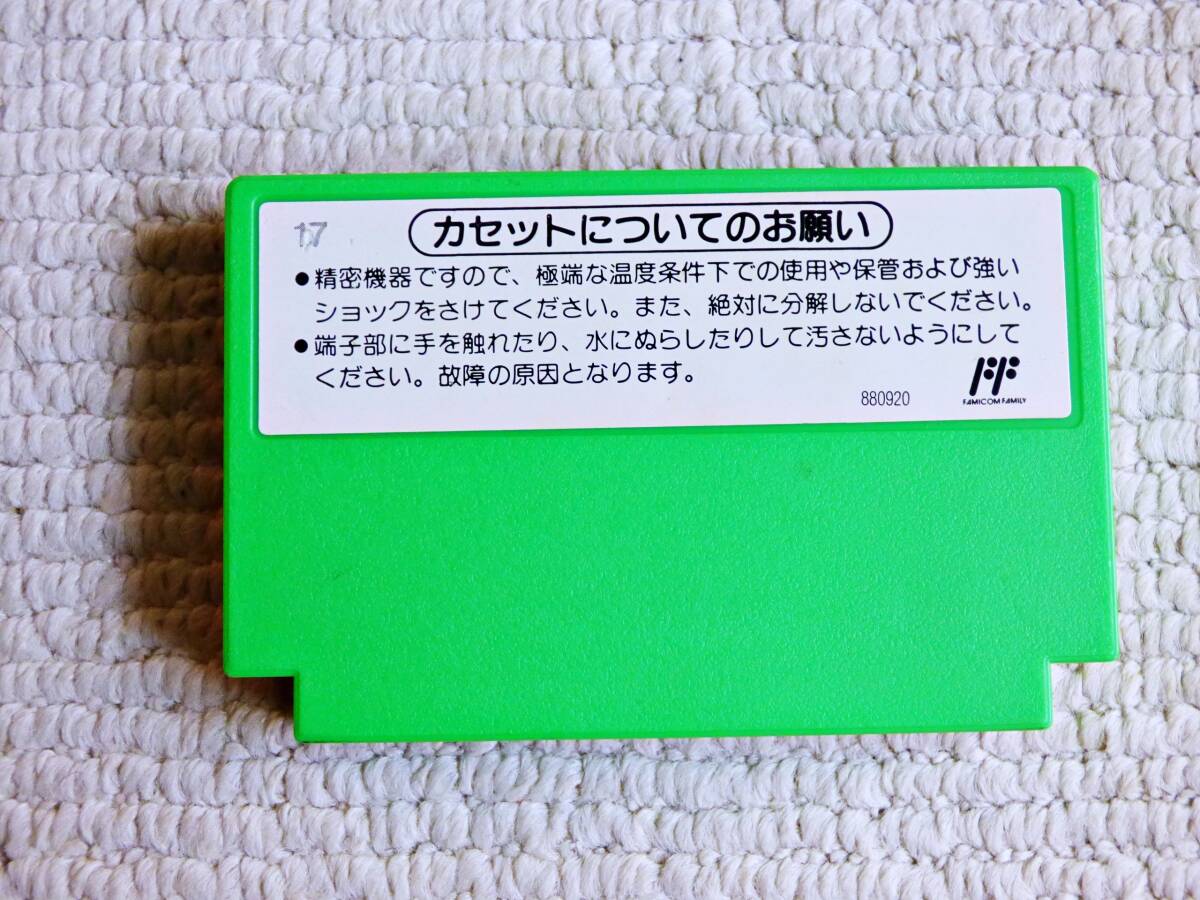 17
カセットについてのお願い
●精密機器ですので、極端な温度条件下での使用や保管および強い
ショックをさけてください。また、絶対に分解しないでください。
●端子部に手を触れたり、水にぬらしたりして汚さないようにして
ください。故障の原因となります。
880920
FAMICOM FAMILY